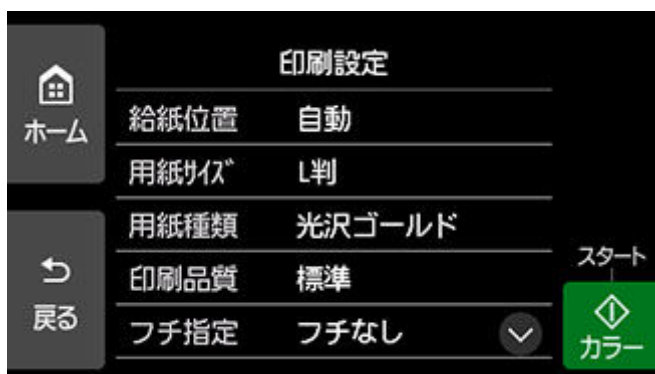 印刷設定
ホーム
給紙位置 自動
用紙サイズ L判
用紙種類 光沢ゴールド
印刷品質 標準
フチ指定 フチなし
戻る
スタート
カラー